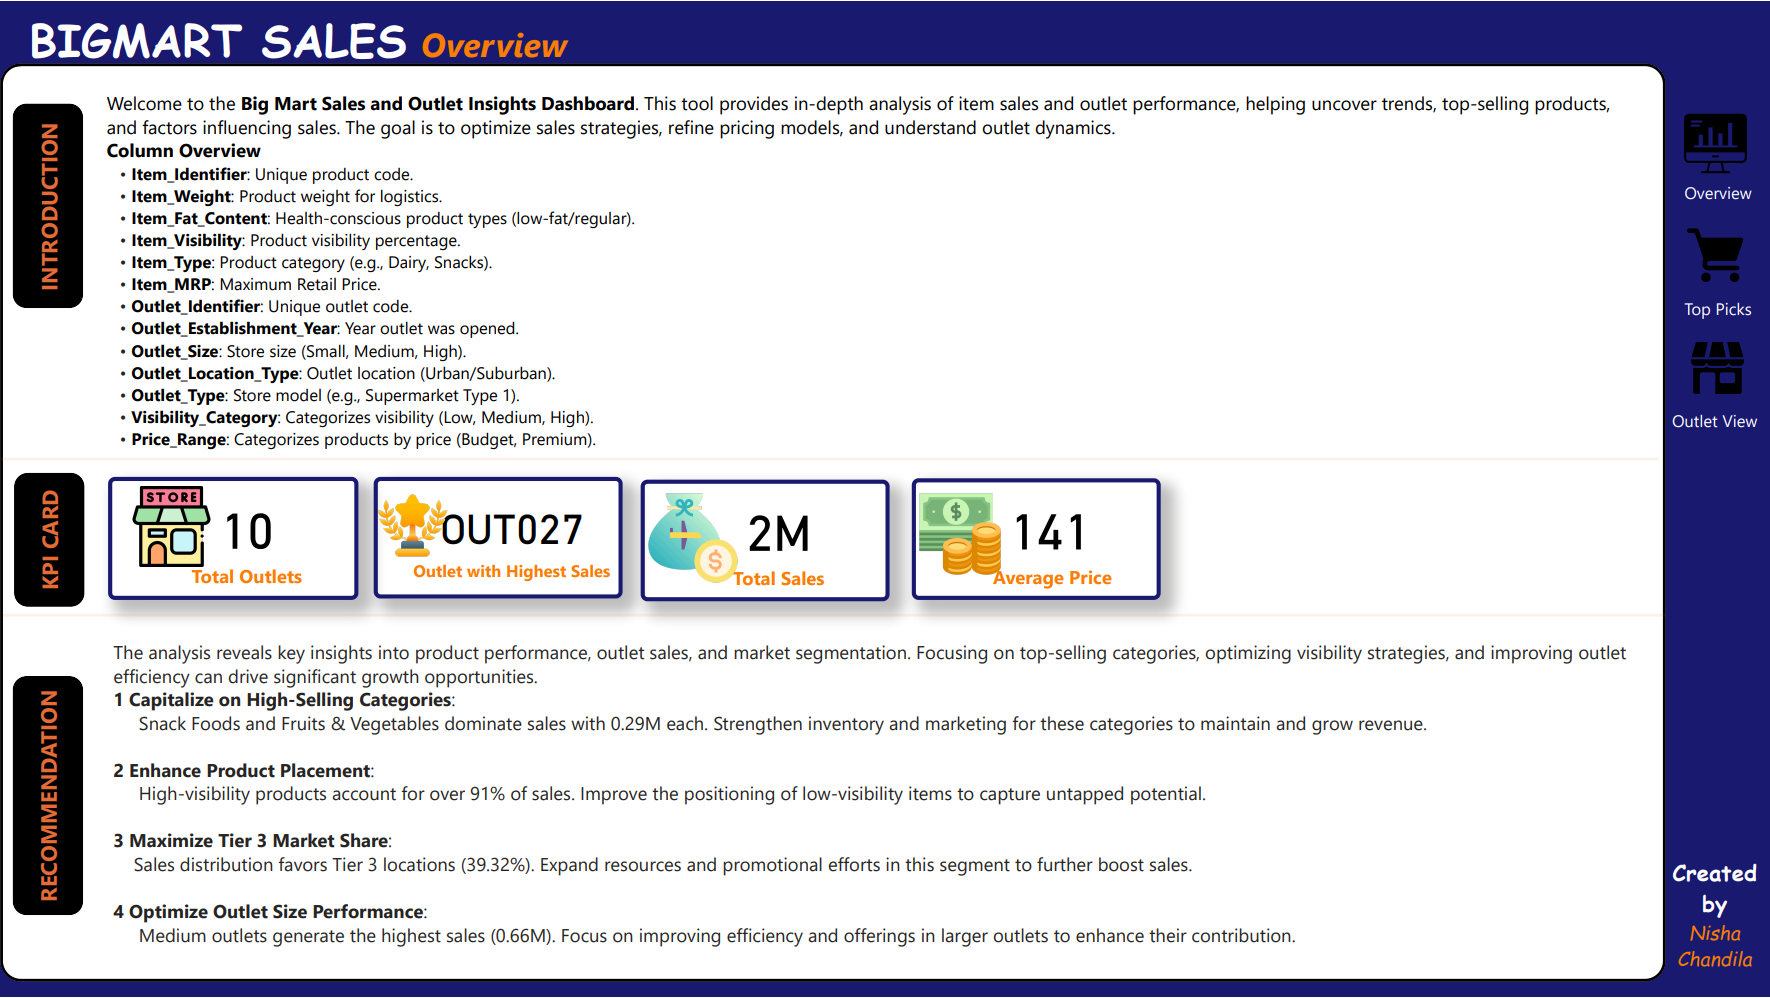 BIGMART SALES Overview
INTRODUCTION
Welcome to the Big Mart Sales and Outlet Insights Dashboard. This tool provides in-depth analysis of item sales and outlet performance, helping uncover trends, top-selling products,
and factors influencing sales. The goal is to optimize sales strategies, refine pricing models, and understand outlet dynamics.
Column Overview
• Item_Identifier: Unique product code.
• Item_Weight: Product weight for logistics.
• Item_Fat_Content: Health-conscious product types (low-fat/regular).
• Item_Visibility: Product visibility percentage.
• Item_Type: Product category (e.g., Dairy, Snacks).
• Item_MRP: Maximum Retail Price.
• Outlet_Identifier: Unique outlet code.
• Outlet_Establishment_Year: Year outlet was opened.
• Outlet_Size: Store size (Small, Medium, High).
• Outlet_Location_Type: Outlet location (Urban/Suburban).
• Outlet_Type: Store model (e.g., Supermarket Type 1).
• Visibility_Category: Categorizes visibility (Low, Medium, High).
• Price_Range: Categorizes products by price (Budget, Premium).
KPI CARD
STORE
10
Total Outlets
OUT027
Outlet with Highest Sales
$
2M
Total Sales
$
141
Average Price
RECOMMENDATION
The analysis reveals key insights into product performance, outlet sales, and market segmentation. Focusing on top-selling categories, optimizing visibility strategies, and improving outlet
efficiency can drive significant growth opportunities.
1 Capitalize on High-Selling Categories:
Snack Foods and Fruits & Vegetables dominate sales with 0.29M each. Strengthen inventory and marketing for these categories to maintain and grow revenue.
2 Enhance Product Placement:
High-visibility products account for over 91% of sales. Improve the positioning of low-visibility items to capture untapped potential.
3 Maximize Tier 3 Market Share:
Sales distribution favors Tier 3 locations (39.32%). Expand resources and promotional efforts in this segment to further boost sales.
4 Optimize Outlet Size Performance:
Medium outlets generate the highest sales (0.66M). Focus on improving efficiency and offerings in larger outlets to enhance their contribution.
Overview
Top Picks
Outlet View
Created
by
Nisha
Chandila